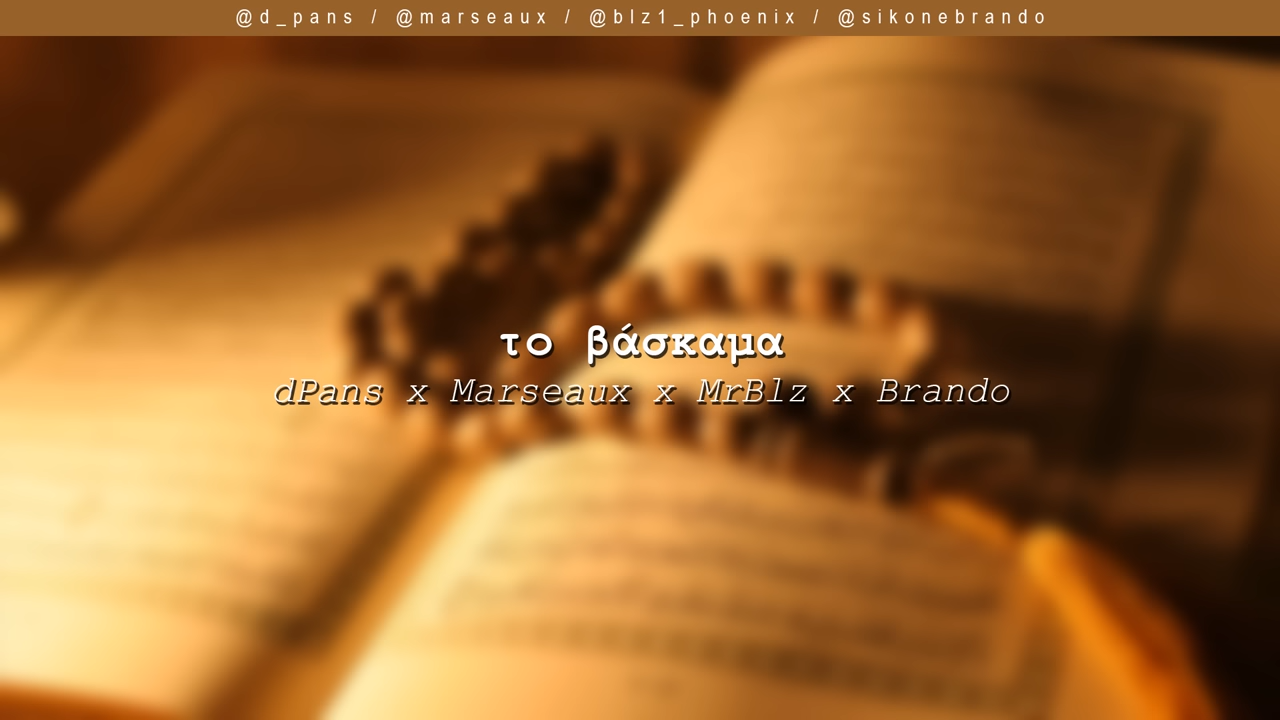 @d_pans / @marseaux / @blz1_phoenix / @sikonebrando
το βάσκαμα
dPans x Marseaux x MrBlz x Brando